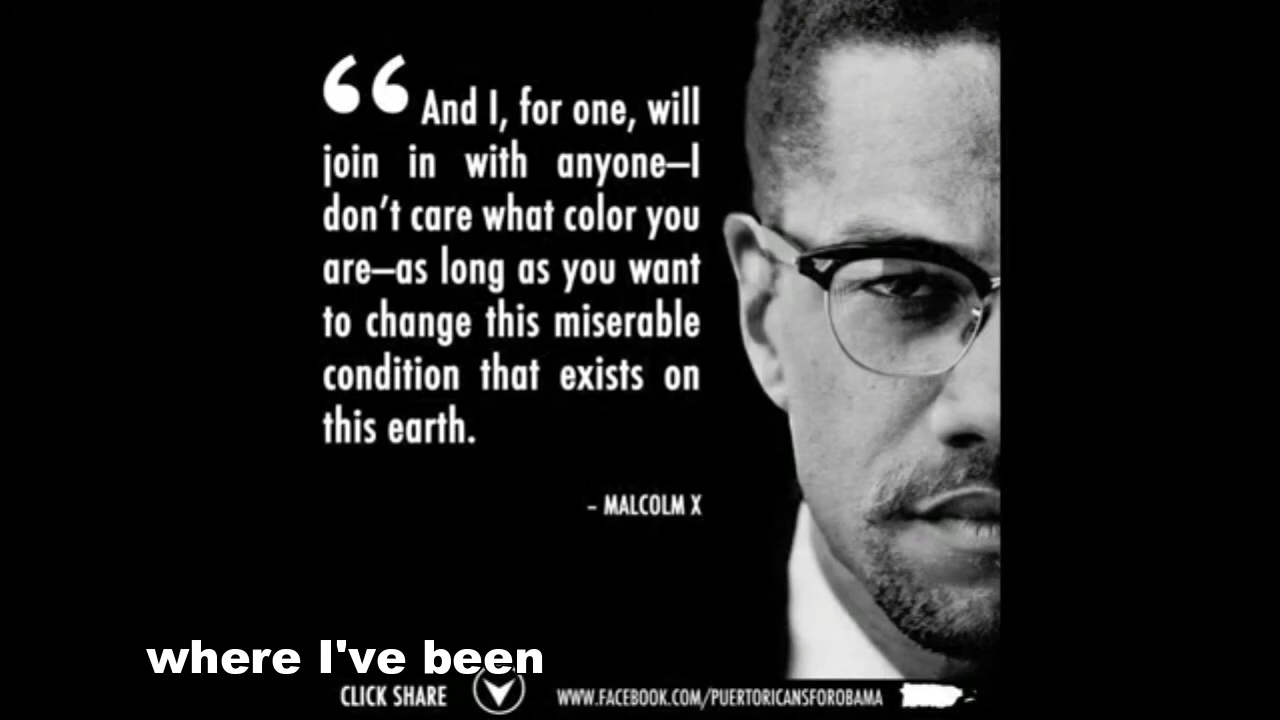 “ And I, for one, will
join in with anyone—I
don't care what color you
are—as long as you want
to change this miserable
condition that exists on
this earth.
- MALCOLM X
where I've been
CLICK SHARE WWW.FACEBOOK.COM/PUERTORICANSFOROBAMA